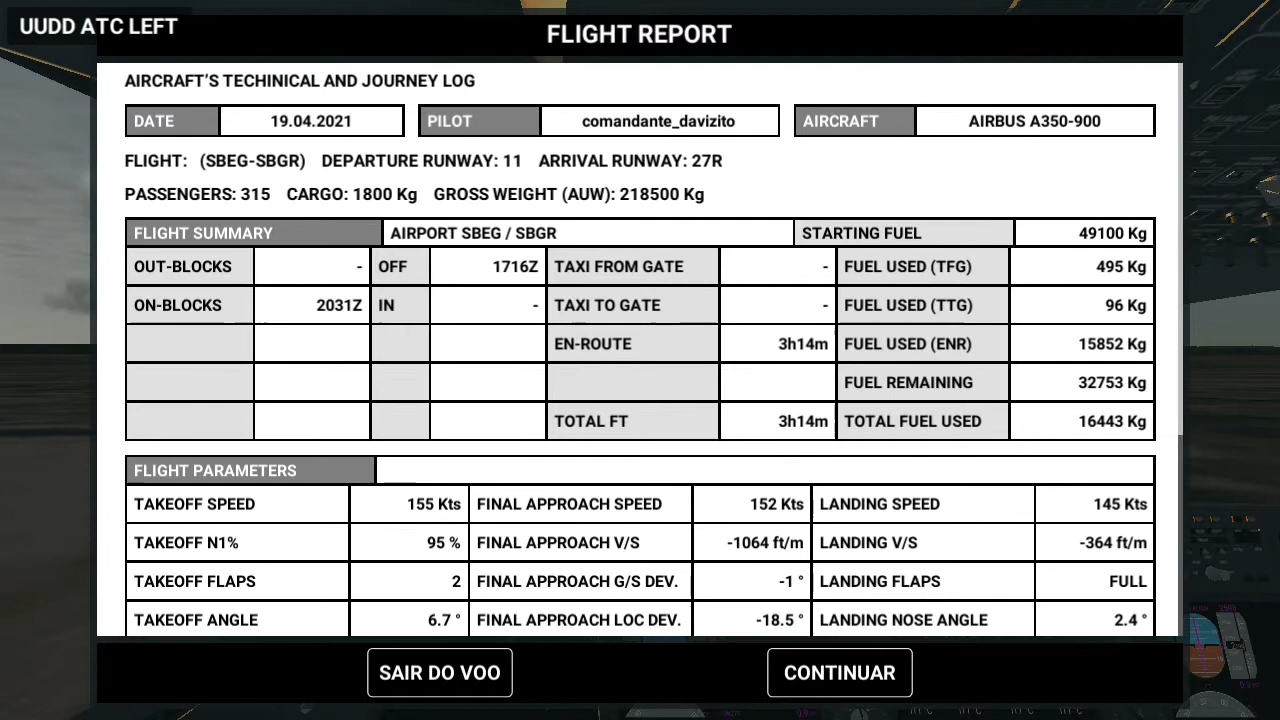 UUDD ATC LEFT
FLIGHT REPORT
AIRCRAFT'S TECHINICAL AND JOURNEY LOG
DATE 19.04.2021 PILOT comandante_davizito AIRCRAFT AIRBUS A350-900
FLIGHT: (SBEG-SBGR) DEPARTURE RUNWAY: 11 ARRIVAL RUNWAY: 27R
PASSENGERS: 315 CARGO: 1800 Kg GROSS WEIGHT (AUW): 218500 Kg
FLIGHT SUMMARY AIRPORT SBEG / SBGR STARTING FUEL 49100 Kg
OUT-BLOCKS - OFF 1716Z TAXI FROM GATE - FUEL USED (TFG) 495 Kg
ON-BLOCKS 2031Z IN - TAXI TO GATE - FUEL USED (TTG) 96 Kg
EN-ROUTE 3h14m FUEL USED (ENR) 15852 Kg
FUEL REMAINING 32753 Kg
TOTAL FT 3h14m TOTAL FUEL USED 16443 Kg
FLIGHT PARAMETERS
TAKEOFF SPEED 155 Kts FINAL APPROACH SPEED 152 Kts LANDING SPEED 145 Kts
TAKEOFF N1% 95 % FINAL APPROACH V/S -1064 ft/m LANDING V/S -364 ft/m
TAKEOFF FLAPS 2 FINAL APPROACH G/S DEV. -1 ° LANDING FLAPS FULL
TAKEOFF ANGLE 6.7 ° FINAL APPROACH LOC DEV. -18.5 ° LANDING NOSE ANGLE 2.4 °
SAIR DO VOO CONTINUAR